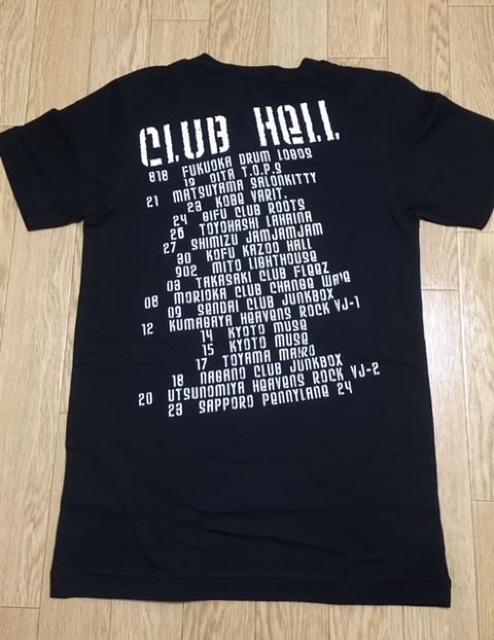 CLUB HELL
818 FUKUOKA DRUM LOGOS
19 OITA T.O.P.S
21 MATSUYAMA SALONKITTY
23 KOBE VARIT.
24 GIFU CLUB ROOTS
26 TOYOHASHI LAHAINA
27 SHIMIZU JAMJAMJAM
30 KOFU KAZOO HALL
902 MITO LIGHTHOUSE
03 TAKASAKI CLUB FLEEZ
08 MORIOKA CLUB CHANGE WAVE
09 SENDAI CLUB JUNKBOX
12 KUMAGAYA HEAVENS ROCK VJ-1
14 KYOTO MUSE
15 KYOTO MUSE
17 TOYAMA MAIRO
18 NAGANO CLUB JUNKBOX
20 UTSUNOMIYA HEAVENS ROCK VJ-2
23 SAPPORO PENNYLANE 24